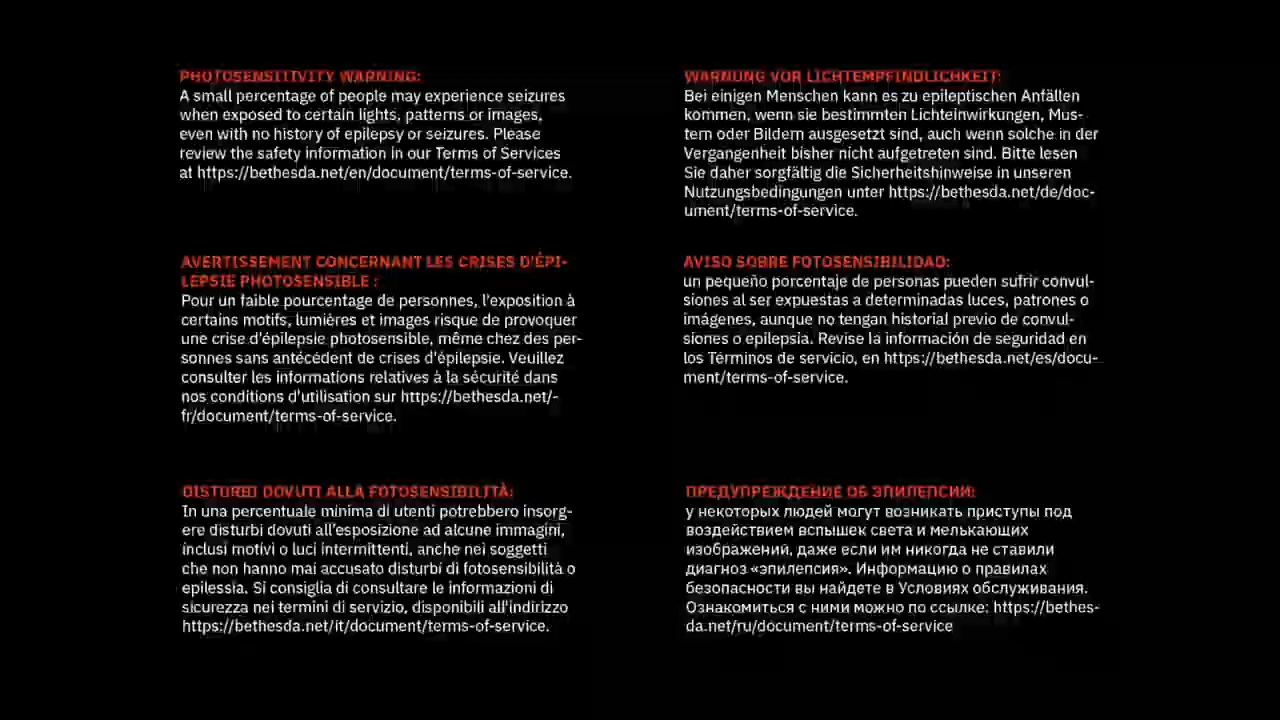 PHOTOSENSITIVITY WARNING:
A small percentage of people may experience seizures
when exposed to certain lights, patterns or images,
even with no history of epilepsy or seizures. Please
review the safety information in our Terms of Services
at https://bethesda.net/en/document/terms-of-service.
WARNUNG VOR LICHTEMPFINDLICHKEIT:
Bei einigen Menschen kann es zu epileptischen Anfällen
kommen, wenn sie bestimmten Lichteinwirkungen, Mus-
tern oder Bildern ausgesetzt sind, auch wenn solche in der
Vergangenheit bisher nicht aufgetreten sind. Bitte lesen
Sie daher sorgfältig die Sicherheitshinweise in unseren
Nutzungsbedingungen unter https://bethesda.net/de/doc-
ument/terms-of-service.
AVERTISSEMENT CONCERNANT LES CRISES D'ÉPI-
LEPSIE PHOTOSENSIBLE :
Pour un faible pourcentage de personnes, l'exposition à
certains motifs, lumières et images risque de provoquer
une crise d'épilepsie photosensible, même chez des per-
sonnes sans antécédent de crises d'épilepsie. Veuillez
consulter les informations relatives à la sécurité dans
nos conditions d'utilisation sur https://bethesda.net/-
fr/document/terms-of-service.
AVISO SOBRE FOTOSENSIBILIDAD:
un pequeño porcentaje de personas pueden sufrir convul-
siones al ser expuestas a determinadas luces, patrones o
imágenes, aunque no tengan historial previo de convul-
siones o epilepsia. Revise la información de seguridad en
los Términos de servicio, en https://bethesda.net/es/docu-
ment/terms-of-service.
DISTURBI DOVUTI ALLA FOTOSENSIBILITÀ:
In una percentuale minima di utenti potrebbero insorg-
ere disturbi dovuti all'esposizione ad alcune immagini,
inclusi motivi o luci intermittenti, anche nei soggetti
che non hanno mai accusato disturbi di fotosensibilità o
epilessia. Si consiglia di consultare le informazioni di
sicurezza nei termini di servizio, disponibili all'indirizzo
https://bethesda.net/it/document/terms-of-service.
ПРЕДУПРЕЖДЕНИЕ ОБ ЭПИЛЕПСИИ:
у некоторых людей могут возникать приступы под
воздействием вспышек света и мелькающих
изображений, даже если им никогда не ставили
диагноз «эпилепсия». Информацию о правилах
безопасности вы найдете в Условиях обслуживания.
Ознакомиться с ними можно по ссылке: https://bethes-
da.net/ru/document/terms-of-service